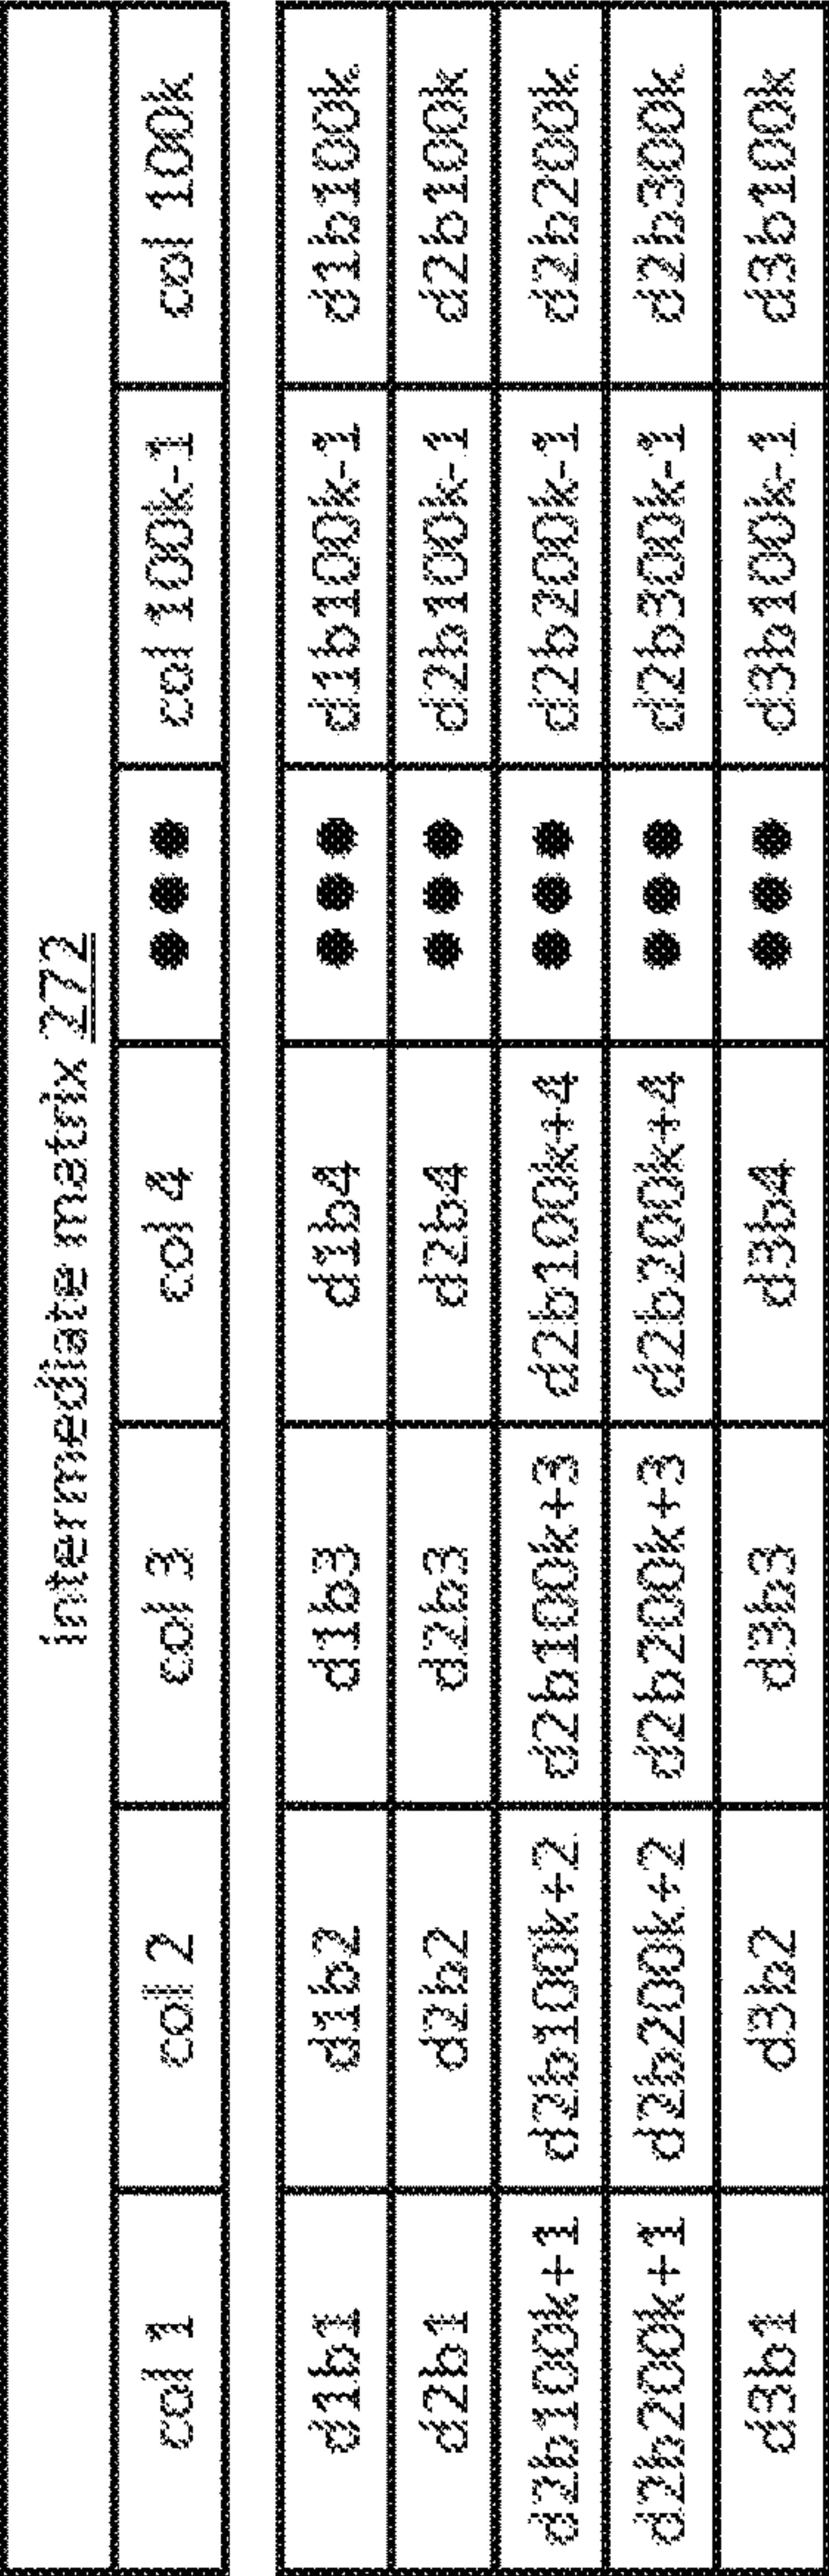 intermediate matrix 272
col 1 col 2 col 3 col 4 ●●● col 100k-1 col 100k
d1b1 d1b2 d1b3 d1b4 ●●● d1b100k-1 d1b100k
d2b1 d2b2 d2b3 d2b4 ●●● d2b100k-1 d2b100k
d2b100k+1 d2b100k+2 d2b100k+3 d2b100k+4 ●●● d2b200k-1 d2b200k
d2b200k+1 d2b200k+2 d2b200k+3 d2b200k+4 ●●● d2b300k-1 d2b300k
d3b1 d3b2 d3b3 d3b4 ●●● d3b100k-1 d3b100k